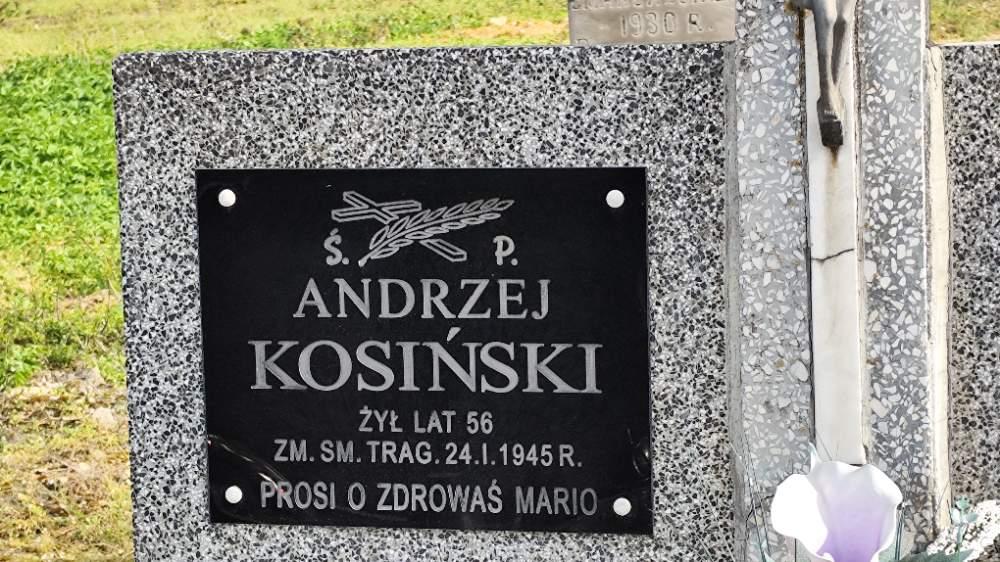 1930 R.
Ś. P.
ANDRZEJ
KOSIŃSKI
ŻYŁ LAT 56
ZM. SM. TRAG. 24.I.1945 R.
PROSI O ZDROWAŚ MARIO